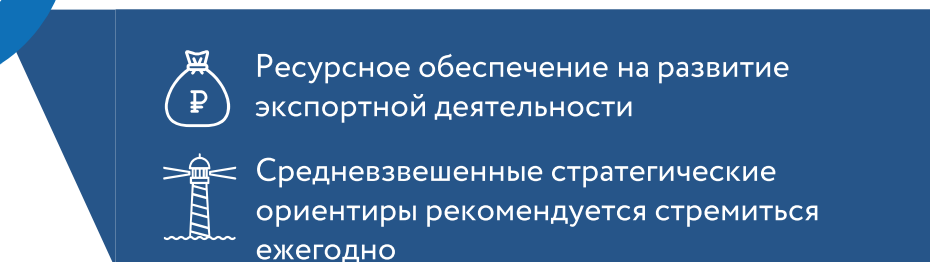 Ресурсное обеспечение на развитие
экспортной деятельности
₽
Средневзвешенные стратегические
ориентиры рекомендуется стремиться
ежегодно